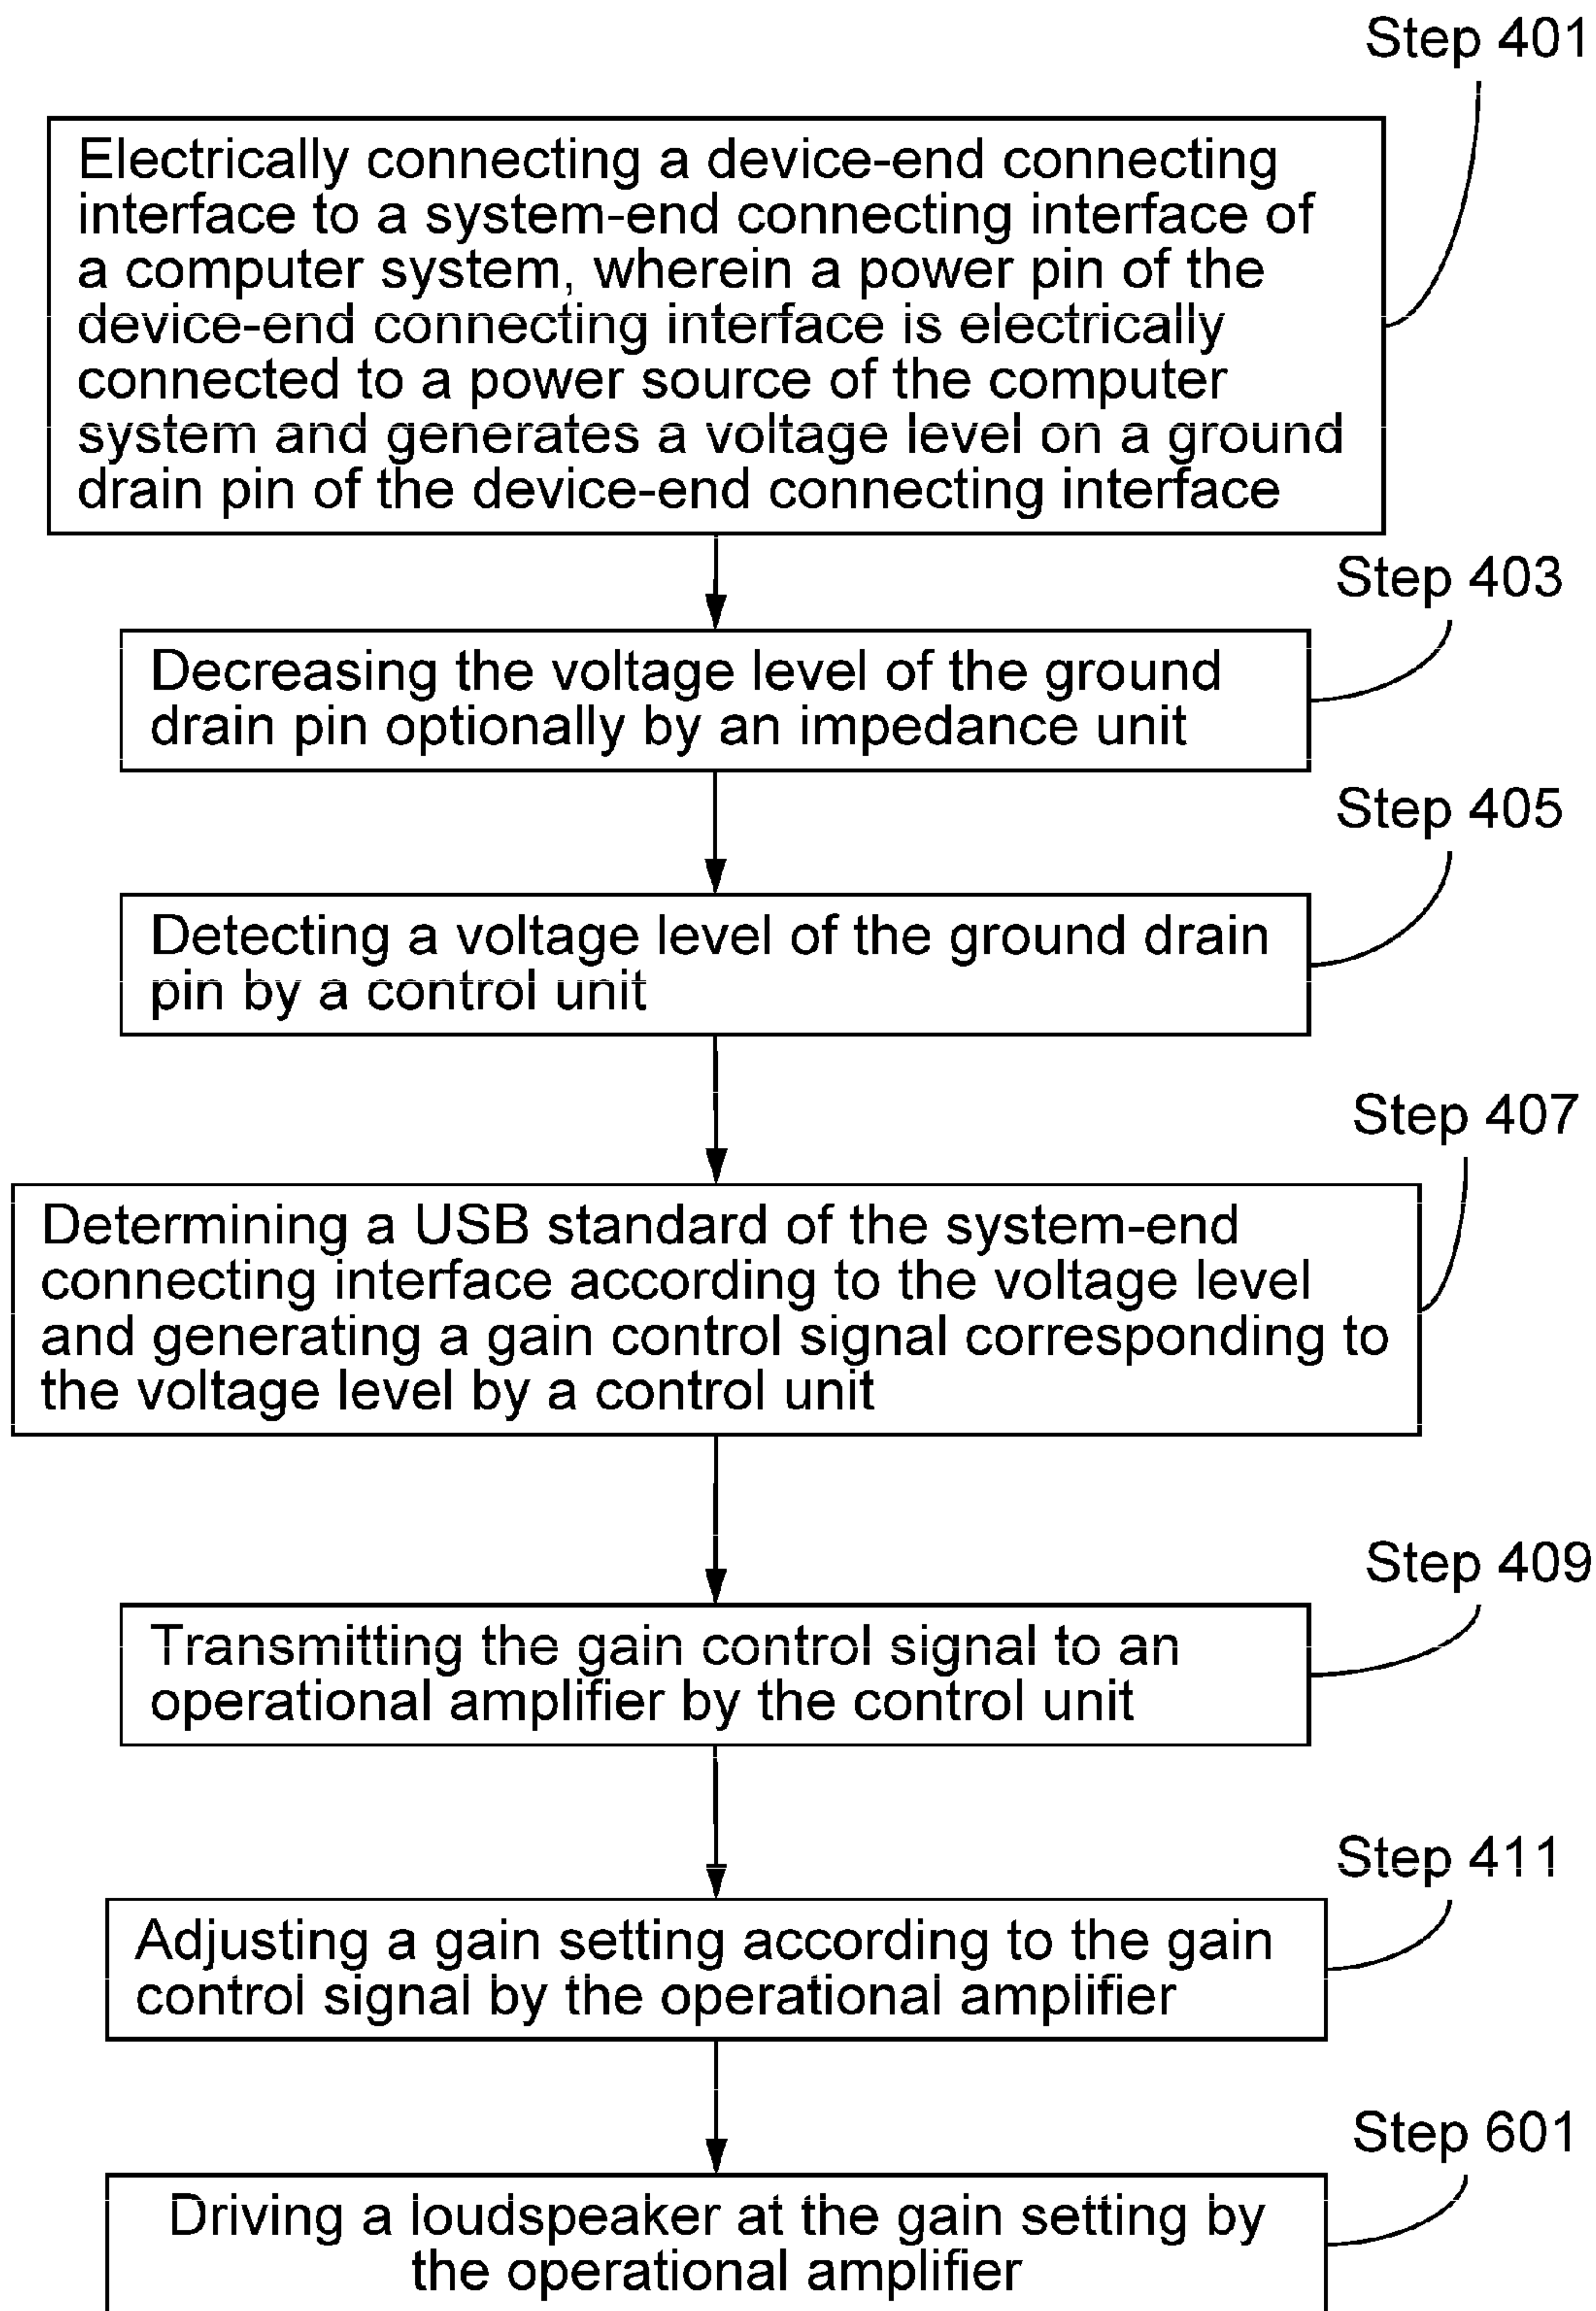 Step 401
Electrically connecting a device-end connecting
interface to a system-end connecting interface of
a computer system, wherein a power pin of the
device-end connecting interface is electrically
connected to a power source of the computer
system and generates a voltage level on a ground
drain pin of the device-end connecting interface
Step 403
Decreasing the voltage level of the ground
drain pin optionally by an impedance unit
Step 405
Detecting a voltage level of the ground drain
pin by a control unit
Step 407
Determining a USB standard of the system-end
connecting interface according to the voltage level
and generating a gain control signal corresponding to
the voltage level by a control unit
Step 409
Transmitting the gain control signal to an
operational amplifier by the control unit
Step 411
Adjusting a gain setting according to the gain
control signal by the operational amplifier
Step 601
Driving a loudspeaker at the gain setting by
the operational amplifier